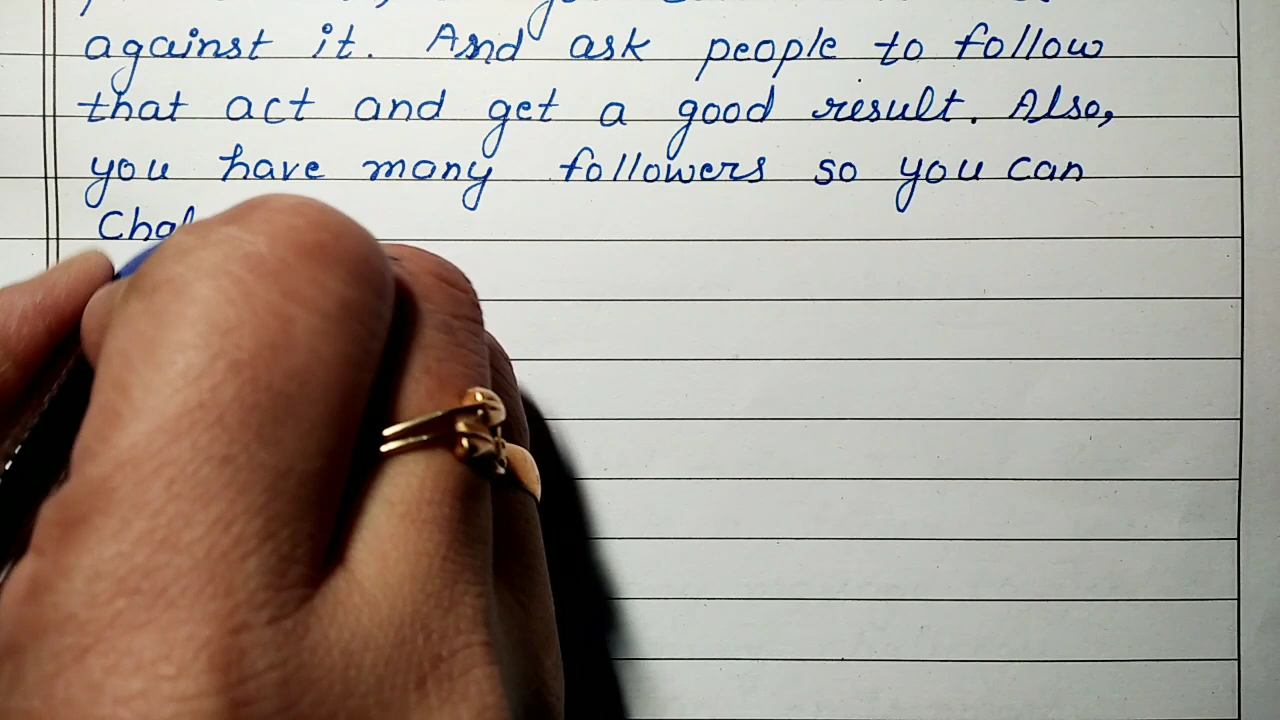 against it. And ask people to follow
that act and get a good result. Also,
you have many followers so you can